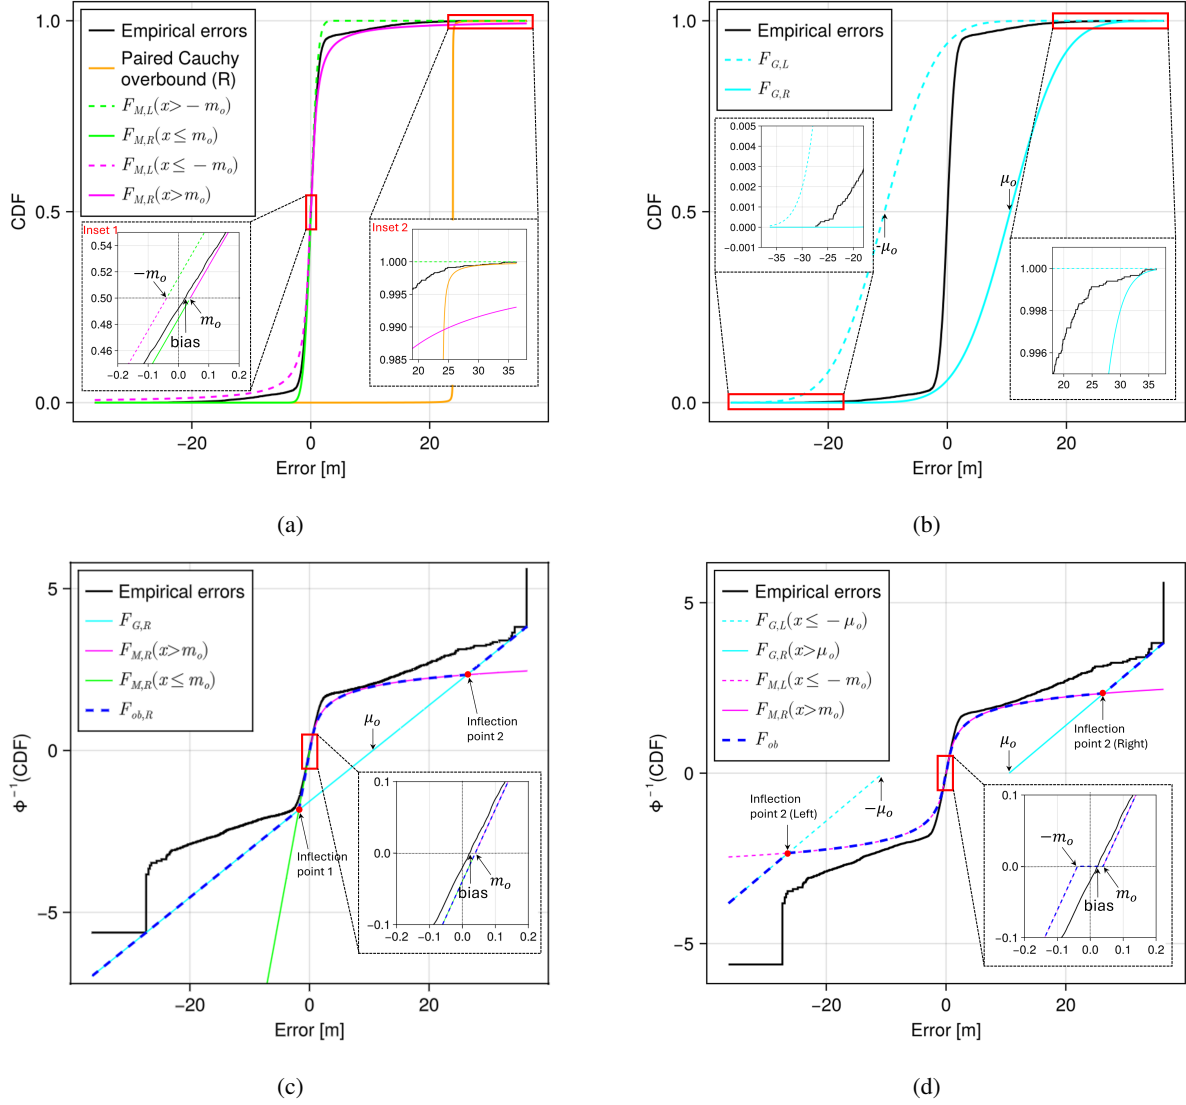 Empirical errors
Paired Cauchy
overbound (R)
F_{M,L}(x>−m_o)
F_{M,R}(x≤m_o)
F_{M,L}(x≤−m_o)
F_{M,R}(x>m_o)
1.0
0.5
0.0
CDF
Inset 1
0.54
0.52
0.50
0.48
0.46
−m_o
m_o
bias
−0.2 −0.1 0.0 0.1 0.2
Inset 2
1.000
0.995
0.990
0.985
20 25 30 35
−20 0 20
Error [m]
(a)
Empirical errors
F_{G,L}
F_{G,R}
1.0
0.5
0.0
CDF
0.005
0.004
0.003
0.002
0.001
0.000
−0.001
−35 −30 −25 −20
-μ_o
μ_o
1.000
0.998
0.996
20 25 30 35
−20 0 20
Error [m]
(b)
Empirical errors
F_{G,R}
F_{M,R}(x>m_o)
F_{M,R}(x≤m_o)
F_{ob,R}
5
0
−5
Φ⁻¹(CDF)
μ_o
Inflection
point 2
Inflection
point 1
0.1
0.0
−0.1
bias
m_o
−0.2 −0.1 0.0 0.1 0.2
−20 0 20
Error [m]
(c)
Empirical errors
F_{G,L}(x≤−μ_o)
F_{G,R}(x>μ_o)
F_{M,L}(x≤−m_o)
F_{M,R}(x>m_o)
F_{ob}
5
0
−5
Φ⁻¹(CDF)
Inflection
point 2 (Right)
μ_o
Inflection
point 2 (Left)
−μ_o
0.1
0.0
−0.1
−m_o
bias
m_o
−0.2 −0.1 0.0 0.1 0.2
−20 0 20
Error [m]
(d)